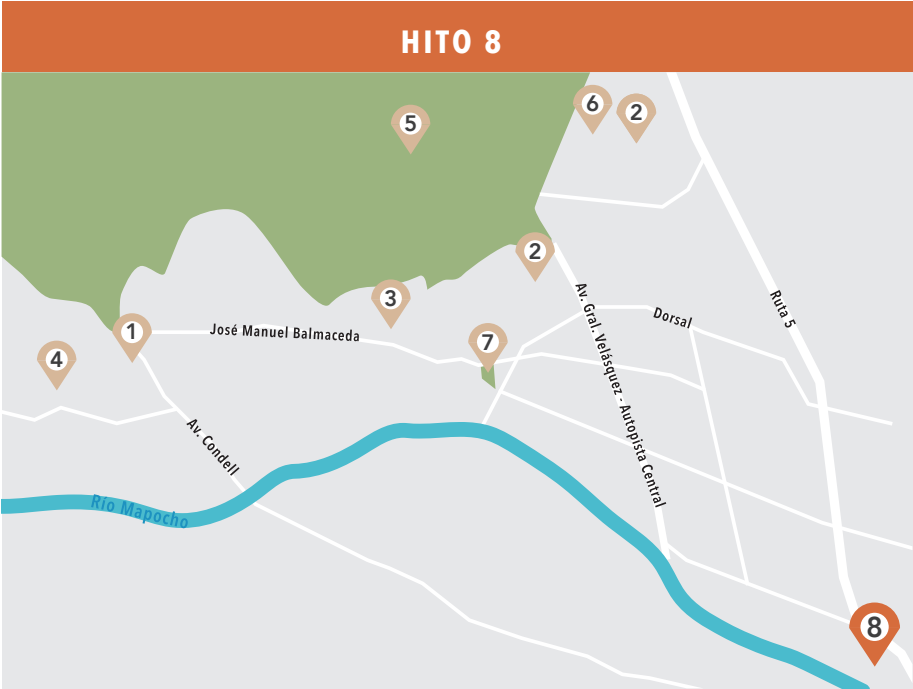 HITO 8
6
2
5
2
3
Ruta 5
Dorsal
1
José Manuel Balmaceda
7
4
Av. Gral. Velásquez - Autopista Central
Av. Condell
Río Mapocho
8